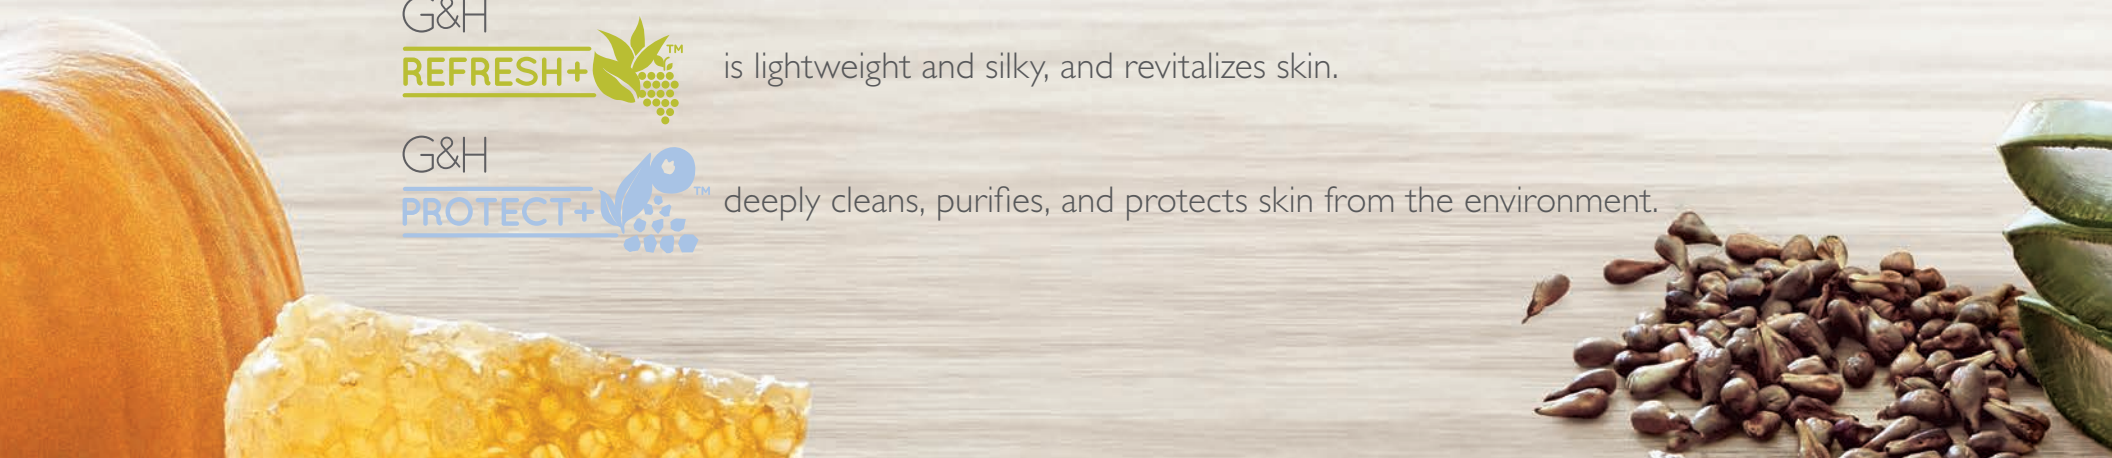 G&H
REFRESH+™ is lightweight and silky, and revitalizes skin.
G&H
PROTECT+™ deeply cleans, purifies, and protects skin from the environment.